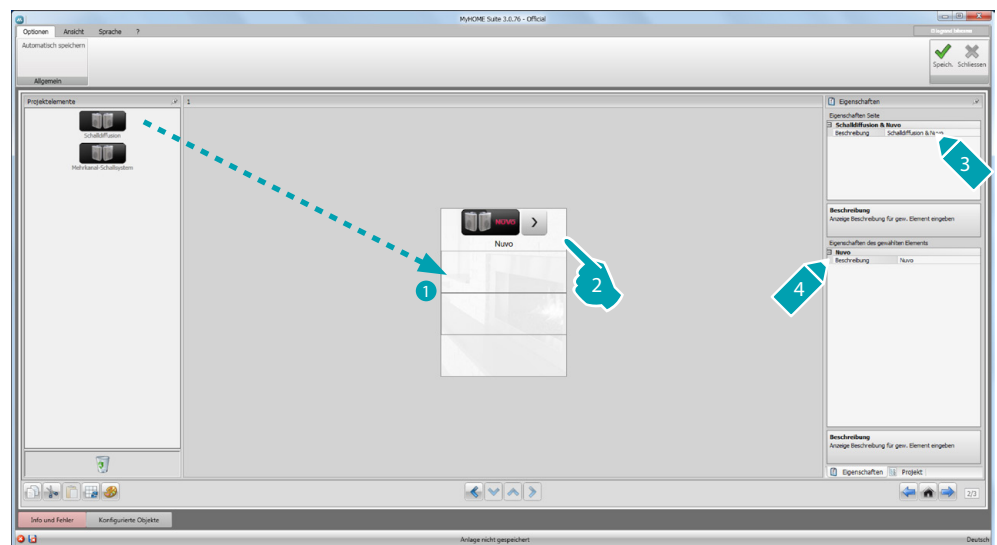 MyHOME Suite 3.0.76 - Official
Optionen Ansicht Sprache ?
Automatisch speichern
Speich. Schliessen
Allgemein
Projektelemente
1
Eigenschaften
Schalldiffusion
Mehrkanal-Schallsystem
Eigenschaften Seite
Schalldiffusion & Nuvo
Beschreibung Schalldiffusion & Nuvo
3
Beschreibung
Anzeige Beschreibung für gew. Element eingeben
NUVO
Nuvo
1
2
Eigenschaften des gewählten Elements
Nuvo
Beschreibung Nuvo
4
Beschreibung
Anzeige Beschreibung für gew. Element eingeben
Eigenschaften Projekt
2/3
Info und Fehler Konfigurierte Objekte
Anlage nicht gespeichert
Deutsch